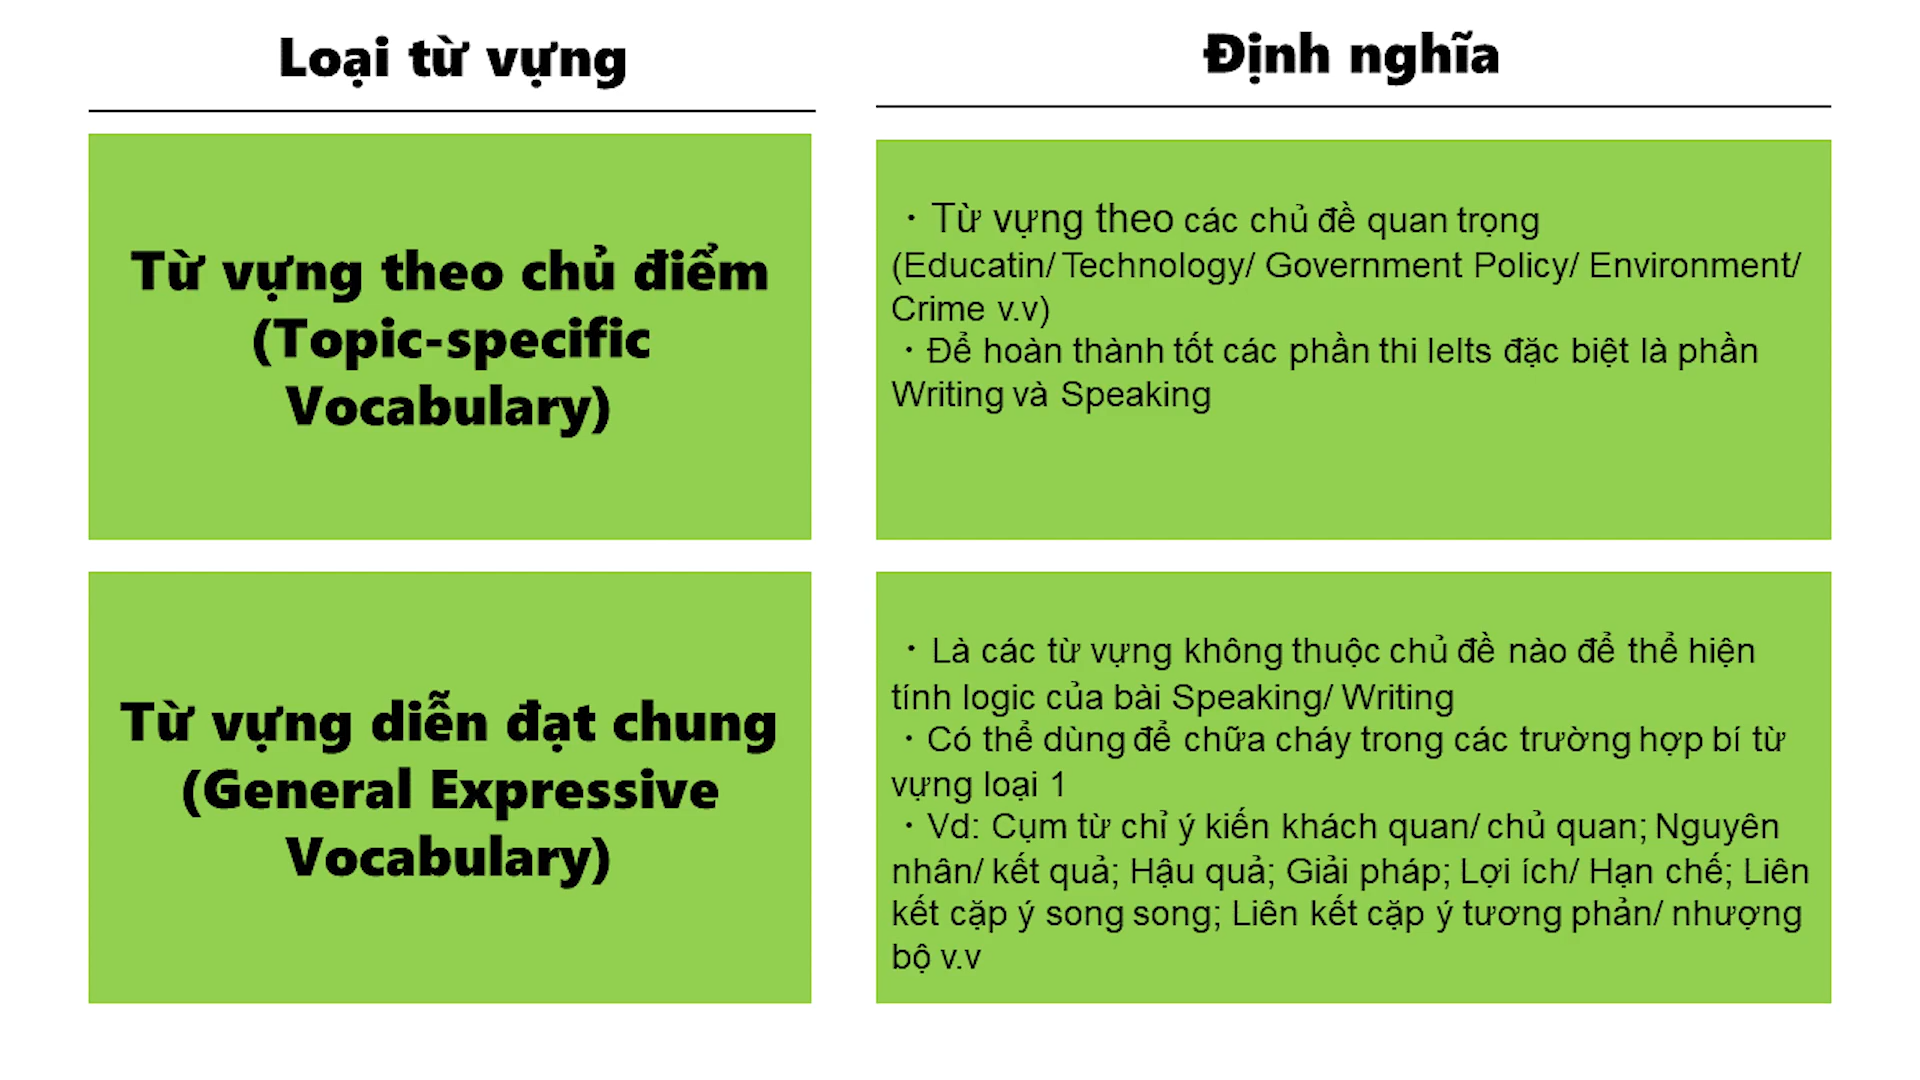 Loại từ vựng
Định nghĩa
Từ vựng theo chủ điểm
(Topic-specific
Vocabulary)
・Từ vựng theo các chủ đề quan trọng
(Educatin/ Technology/ Government Policy/ Environment/
Crime v.v)
・Để hoàn thành tốt các phần thi Ielts đặc biệt là phần
Writing và Speaking
Từ vựng diễn đạt chung
(General Expressive
Vocabulary)
・Là các từ vựng không thuộc chủ đề nào để thể hiện
tính logic của bài Speaking/ Writing
・Có thể dùng để chữa cháy trong các trường hợp bí từ
vựng loại 1
・Vd: Cụm từ chỉ ý kiến khách quan/ chủ quan; Nguyên
nhân/ kết quả; Hậu quả; Giải pháp; Lợi ích/ Hạn chế; Liên
kết cặp ý song song; Liên kết cặp ý tương phản/ nhượng
bộ v.v